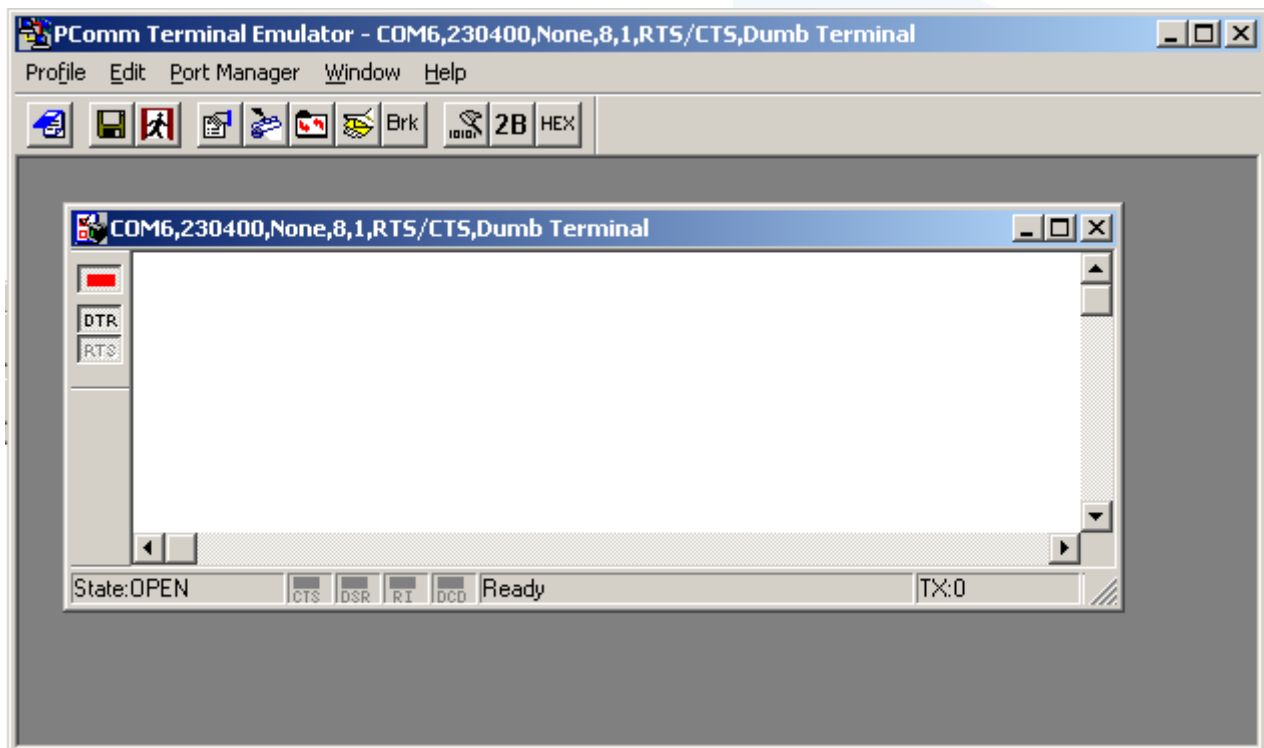 PComm Terminal Emulator - COM6,230400,None,8,1,RTS/CTS,Dumb Terminal
Profile Edit Port Manager Window Help
Brk 2B HEX
COM6,230400,None,8,1,RTS/CTS,Dumb Terminal
DTR
RTS
State:OPEN CTS DSR RI DCD Ready TX:0